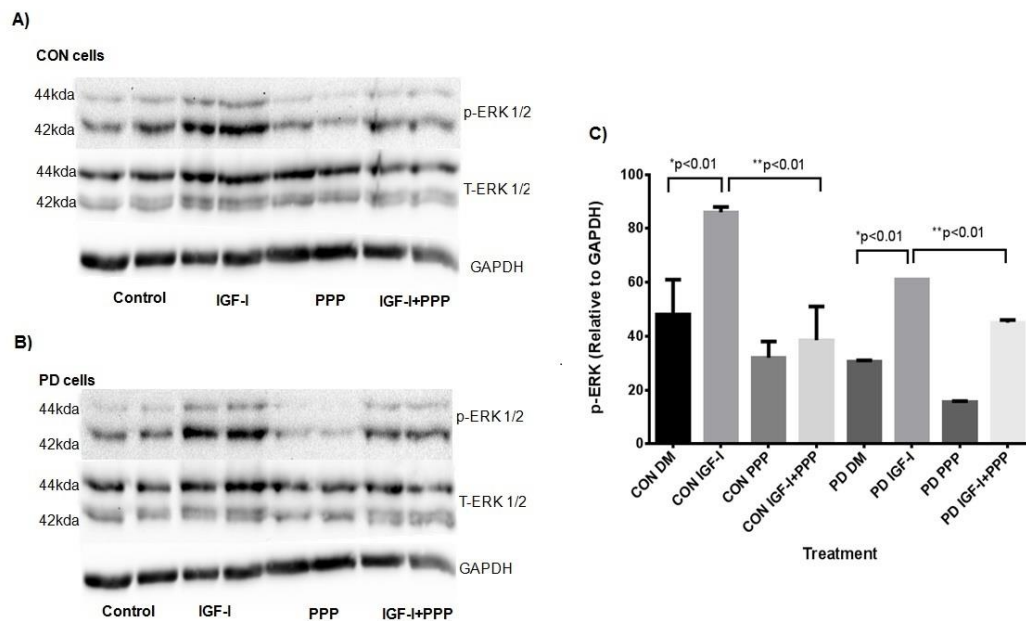 A)
CON cells
44kda
p-ERK 1/2
42kda
44kda
T-ERK 1/2
42kda
GAPDH
Control IGF-I PPP IGF-I+PPP
B)
PD cells
44kda
p-ERK 1/2
42kda
44kda
T-ERK 1/2
42kda
GAPDH
Control IGF-I PPP IGF-I+PPP
C)
*p<0.01 **p<0.01
*p<0.01 **p<0.01
100
80
60
40
20
0
p-ERK (Relative to GAPDH)
CON DM
CON IGF-I
CON PPP
CON IGF-I+PPP
PD DM
PD IGF-I
PD PPP
PD IGF-I+PPP
Treatment